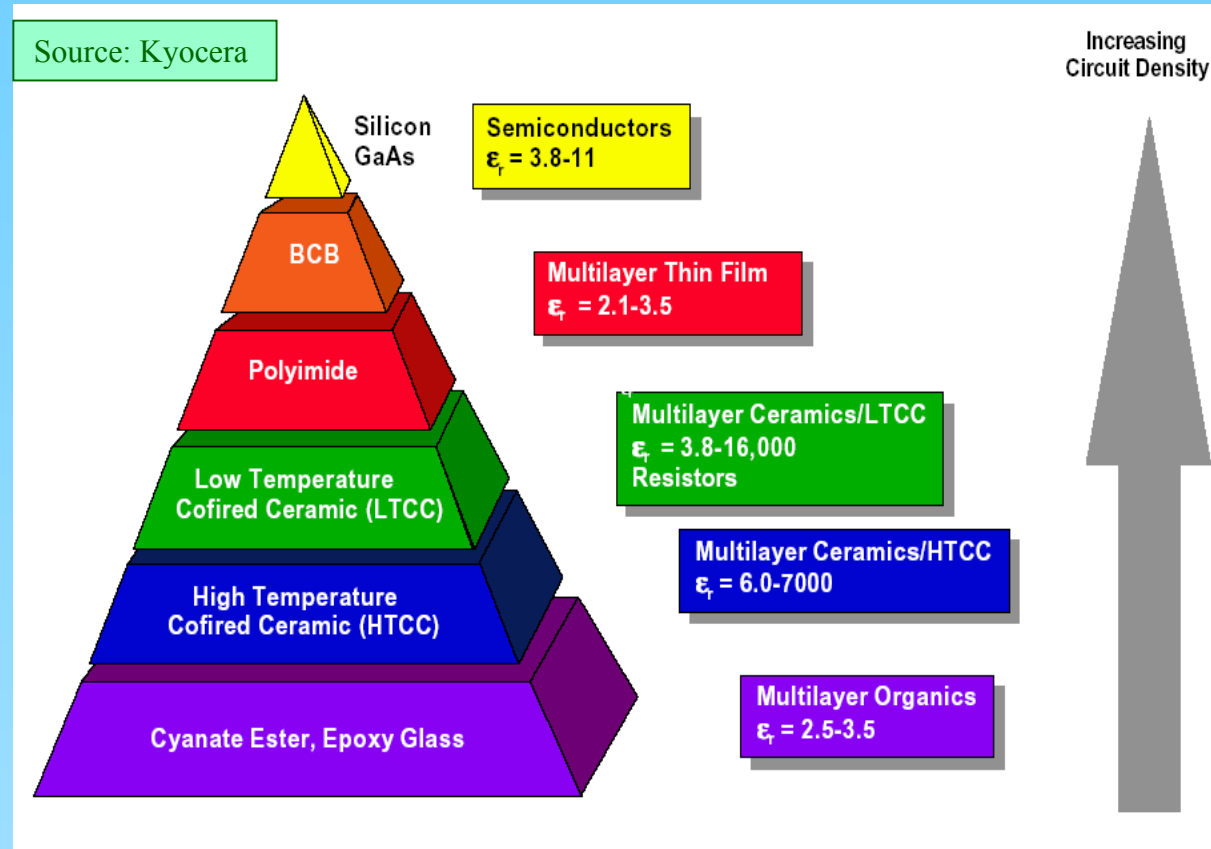 Source: Kyocera
Increasing
Circuit Density
Silicon
GaAs
Semiconductors
εr = 3.8-11
BCB
Multilayer Thin Film
εr = 2.1-3.5
Polyimide
εr
Multilayer Ceramics/LTCC
εr = 3.8-16,000
Resistors
Low Temperature
Cofired Ceramic (LTCC)
Multilayer Ceramics/HTCC
εr = 6.0-7000
High Temperature
Cofired Ceramic (HTCC)
Multilayer Organics
εr = 2.5-3.5
Cyanate Ester, Epoxy Glass